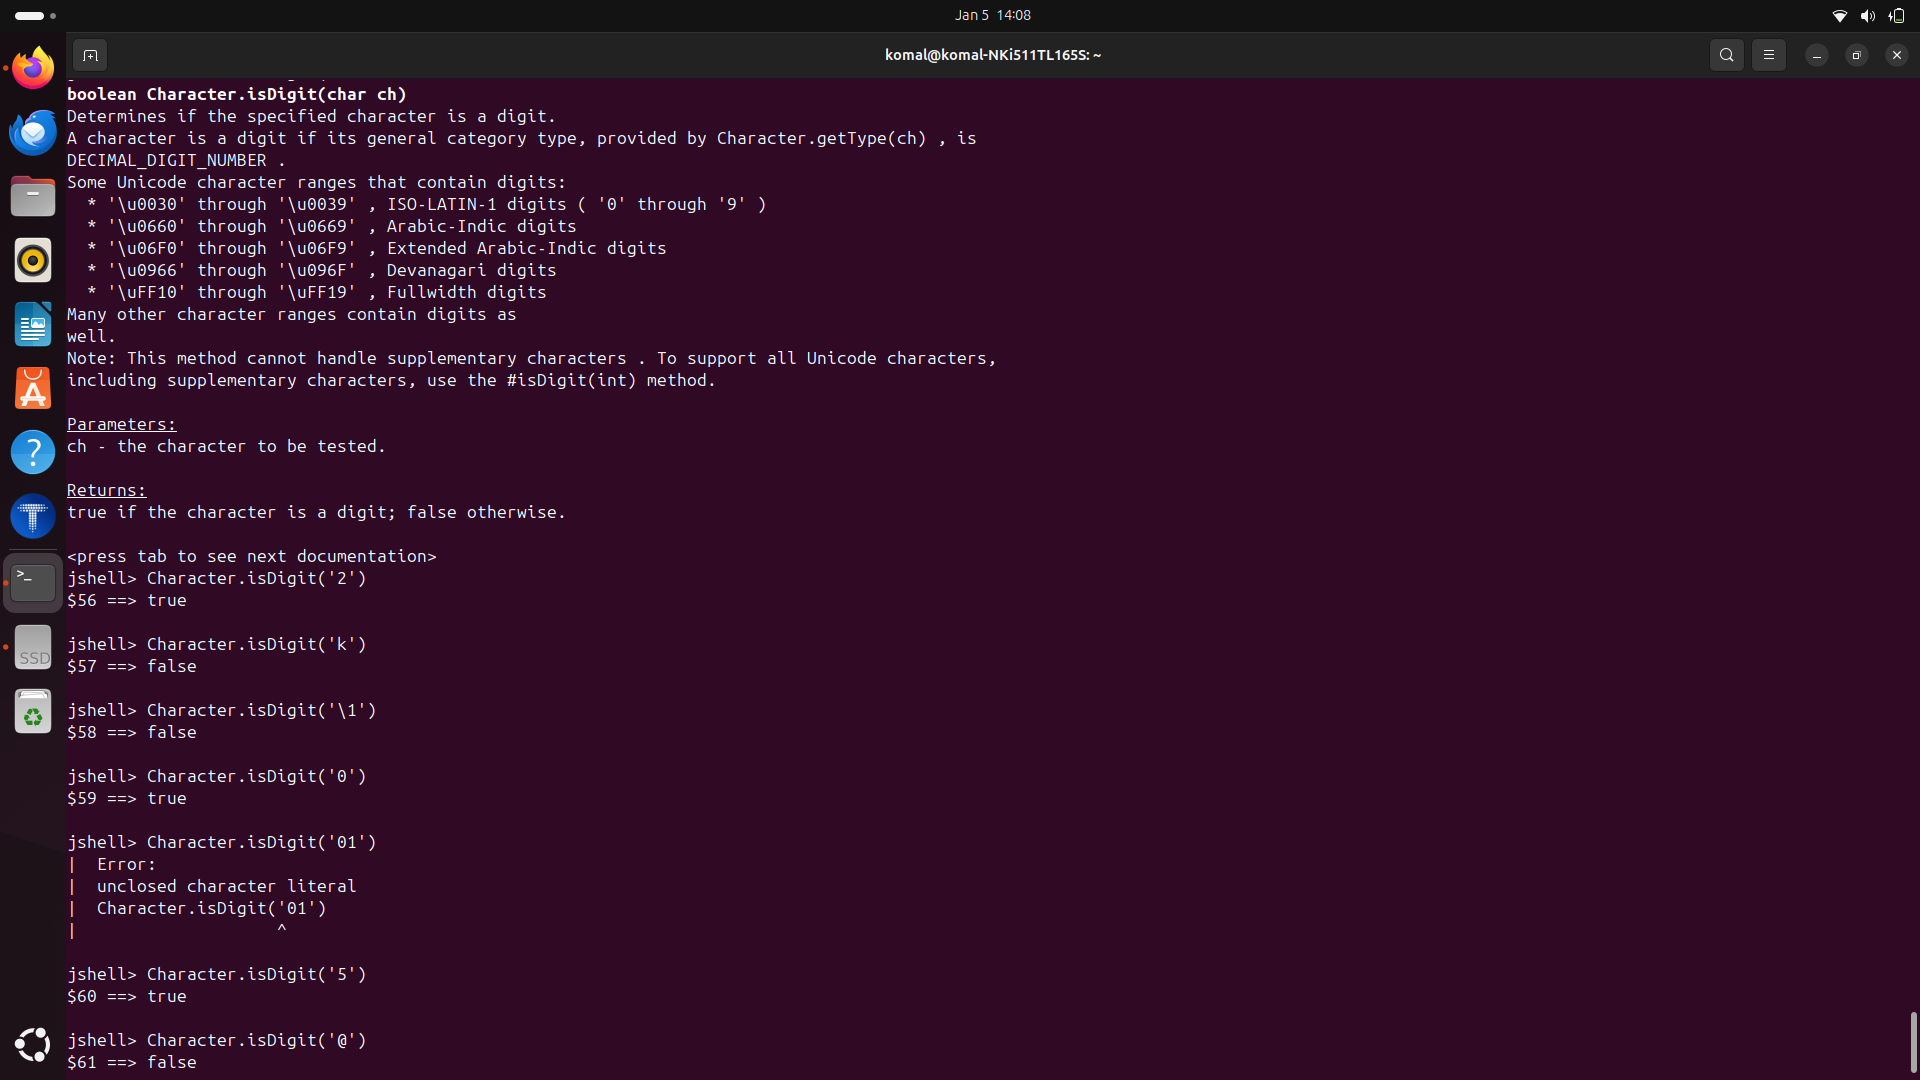 Jan 5 14:08
komal@komal-NKi511TL165S: ~
boolean Character.isDigit(char ch)
Determines if the specified character is a digit.
A character is a digit if its general category type, provided by Character.getType(ch) , is
DECIMAL_DIGIT_NUMBER .
Some Unicode character ranges that contain digits:
  * '\u0030' through '\u0039' , ISO-LATIN-1 digits ( '0' through '9' )
  * '\u0660' through '\u0669' , Arabic-Indic digits
  * '\u06F0' through '\u06F9' , Extended Arabic-Indic digits
  * '\u0966' through '\u096F' , Devanagari digits
  * '\uFF10' through '\uFF19' , Fullwidth digits
Many other character ranges contain digits as
well.
Note: This method cannot handle supplementary characters . To support all Unicode characters,
including supplementary characters, use the #isDigit(int) method.
Parameters:
ch - the character to be tested.
Returns:
true if the character is a digit; false otherwise.
<press tab to see next documentation>
jshell> Character.isDigit('2')
$56 ==> true
jshell> Character.isDigit('k')
$57 ==> false
jshell> Character.isDigit('\1')
$58 ==> false
jshell> Character.isDigit('0')
$59 ==> true
jshell> Character.isDigit('01')
|  Error:
|  unclosed character literal
|  Character.isDigit('01')
|                    ^
jshell> Character.isDigit('5')
$60 ==> true
jshell> Character.isDigit('@')
$61 ==> false
SSD